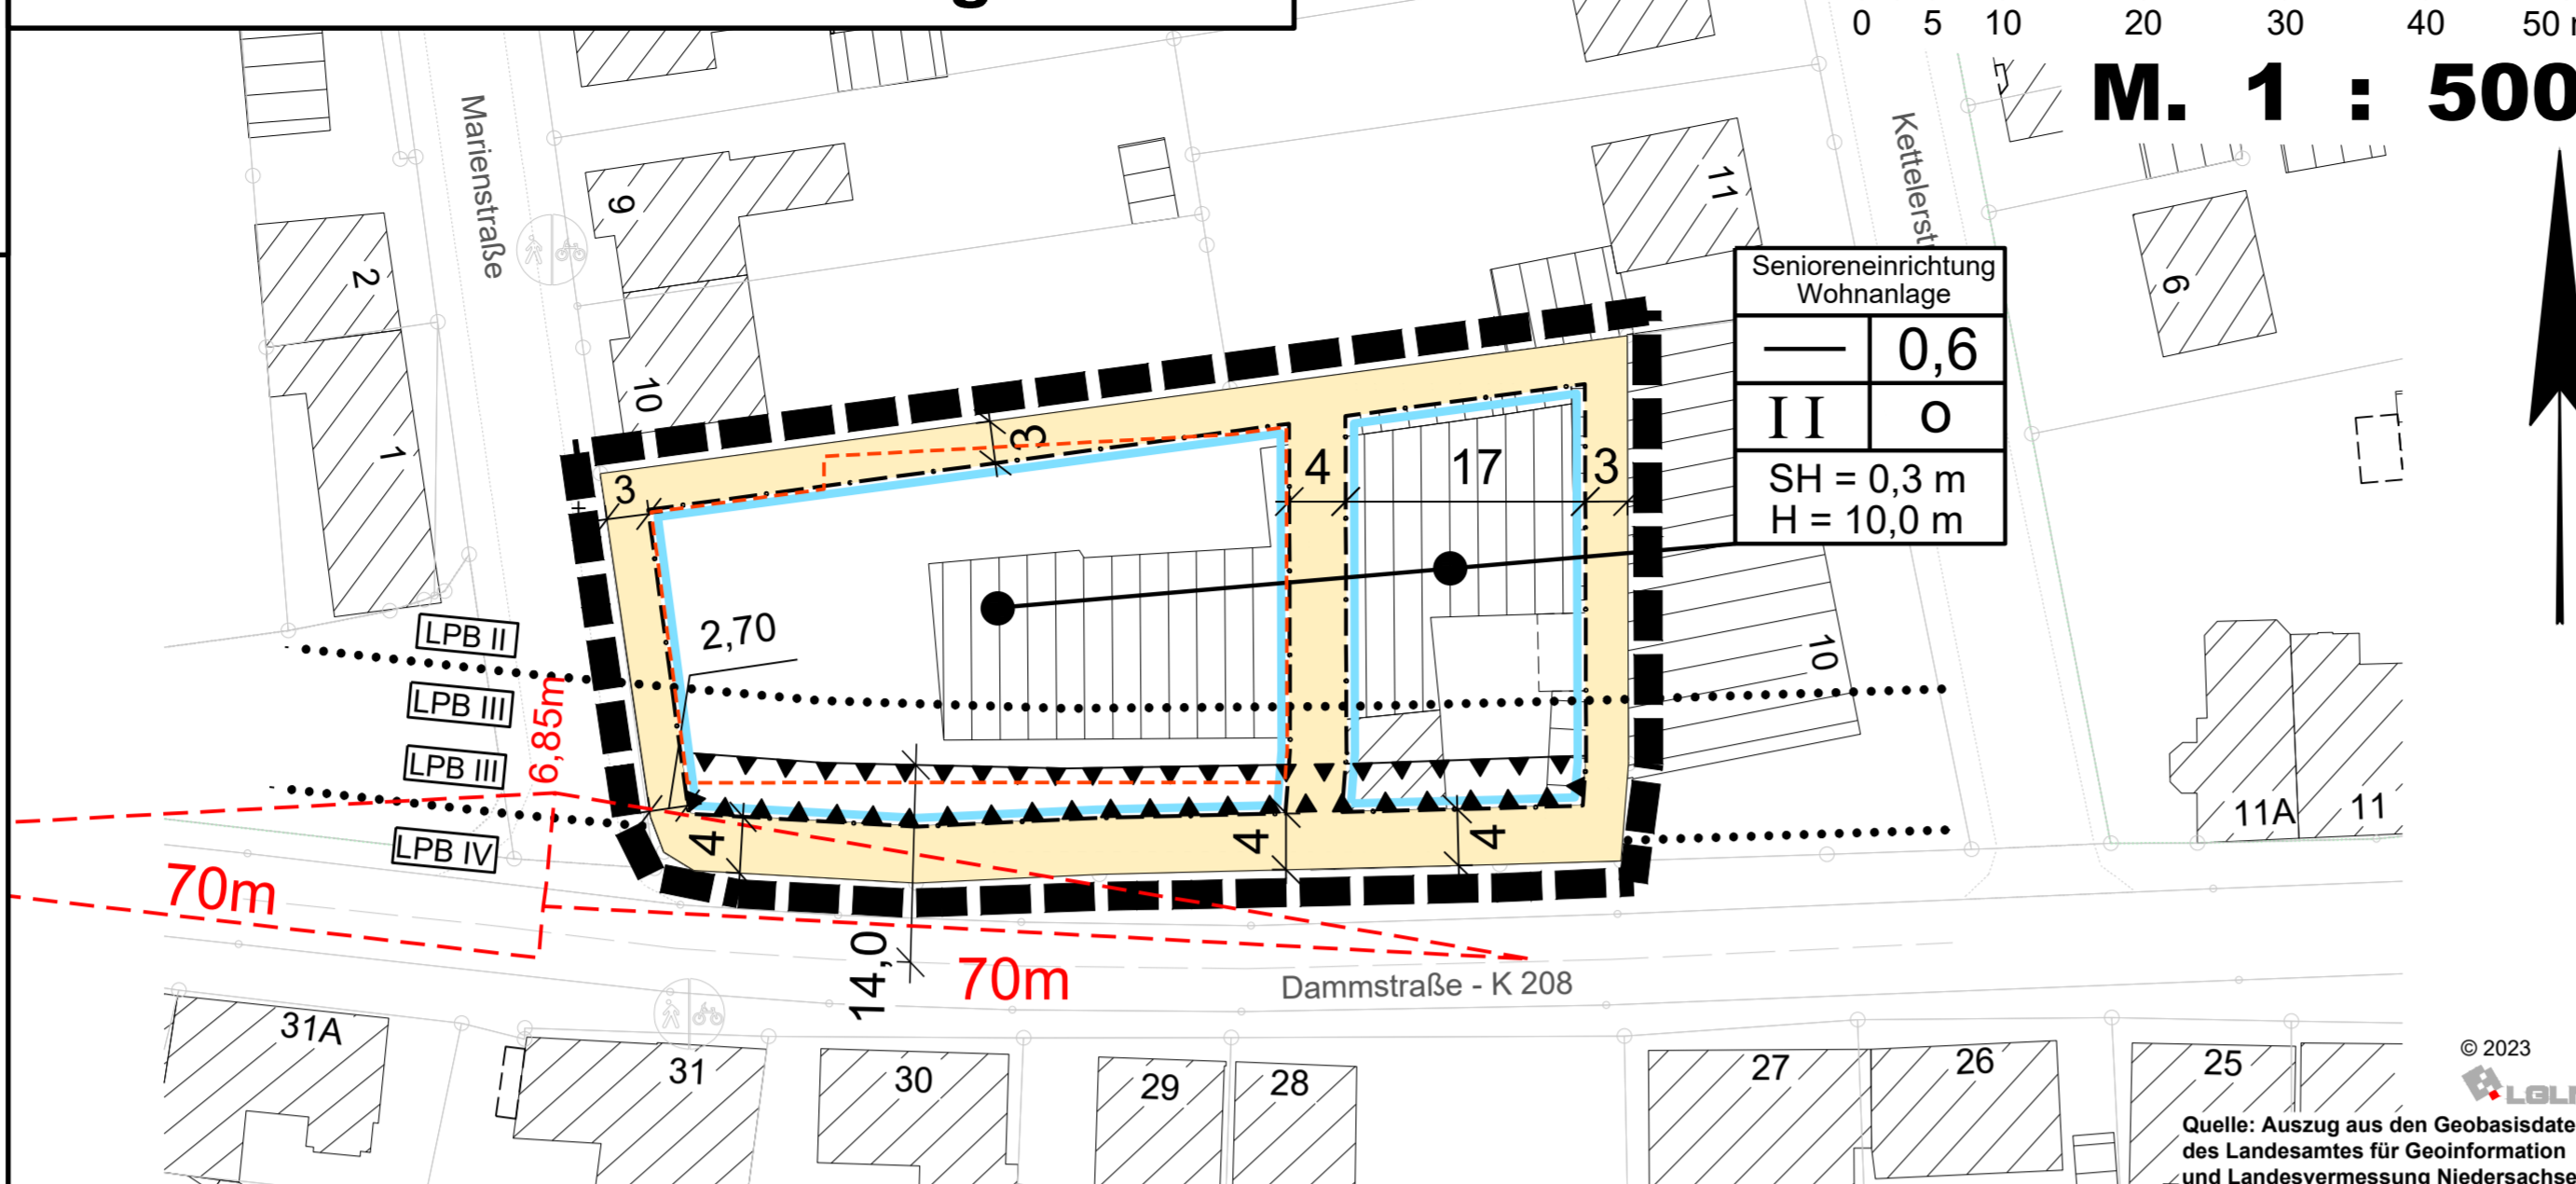 0 5 10 20 30 40 50
M. 1 : 500
Marienstraße
9
2
10
1
11
6
Senioreneinrichtung
Wohnanlage
0,6
II
o
SH = 0,3 m
H = 10,0 m
3
3
4
17
3
2,70
LPB II
LPB III
LPB III
LPB IV
6,85m
10
4
4
4
11A
11
70m
14,0
70m
Dammstraße - K 208
31A
31
30
29
28
27
26
25
© 2023
Quelle: Auszug aus den Geobasisdate
des Landesamtes für Geoinformation
und Landesvermessung Niedersachse